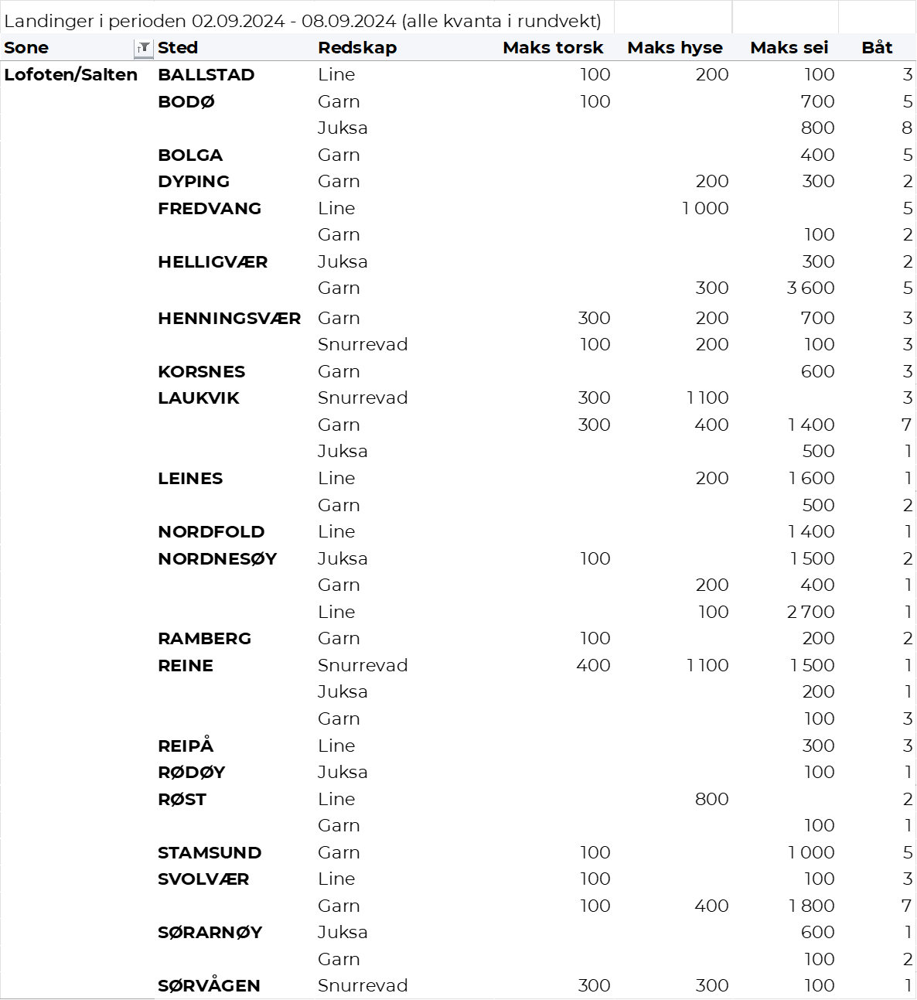 Landinger i perioden 02.09.2024 - 08.09.2024 (alle kvanta i rundvekt)
Sone Sted Redskap Maks torsk Maks hyse Maks sei Båt
Lofoten/Salten BALLSTAD Line 100 200 100 3
BODØ Garn 100 700 5
Juksa 800 8
BOLGA Garn 400 5
DYPING Garn 200 300 2
FREDVANG Line 1 000 5
Garn 100 2
HELLIGVÆR Juksa 300 2
Garn 300 3 600 5
HENNINGSVÆR Garn 300 200 700 3
Snurrevad 100 200 100 3
KORSNES Garn 600 3
LAUKVIK Snurrevad 300 1 100 3
Garn 300 400 1 400 7
Juksa 500 1
LEINES Line 200 1 600 1
Garn 500 2
NORDFOLD Line 1 400 1
NORDNESØY Juksa 100 1 500 2
Garn 200 400 1
Line 100 2 700 1
RAMBERG Garn 100 200 2
REINE Snurrevad 400 1 100 1 500 1
Juksa 200 1
Garn 100 3
REIPÅ Line 300 3
RØDØY Juksa 100 1
RØST Line 800 2
Garn 100 1
STAMSUND Garn 100 1 000 5
SVOLVÆR Line 100 100 3
Garn 100 400 1 800 7
SØRARNØY Juksa 600 1
Garn 100 2
SØRVÅGEN Snurrevad 300 300 100 1